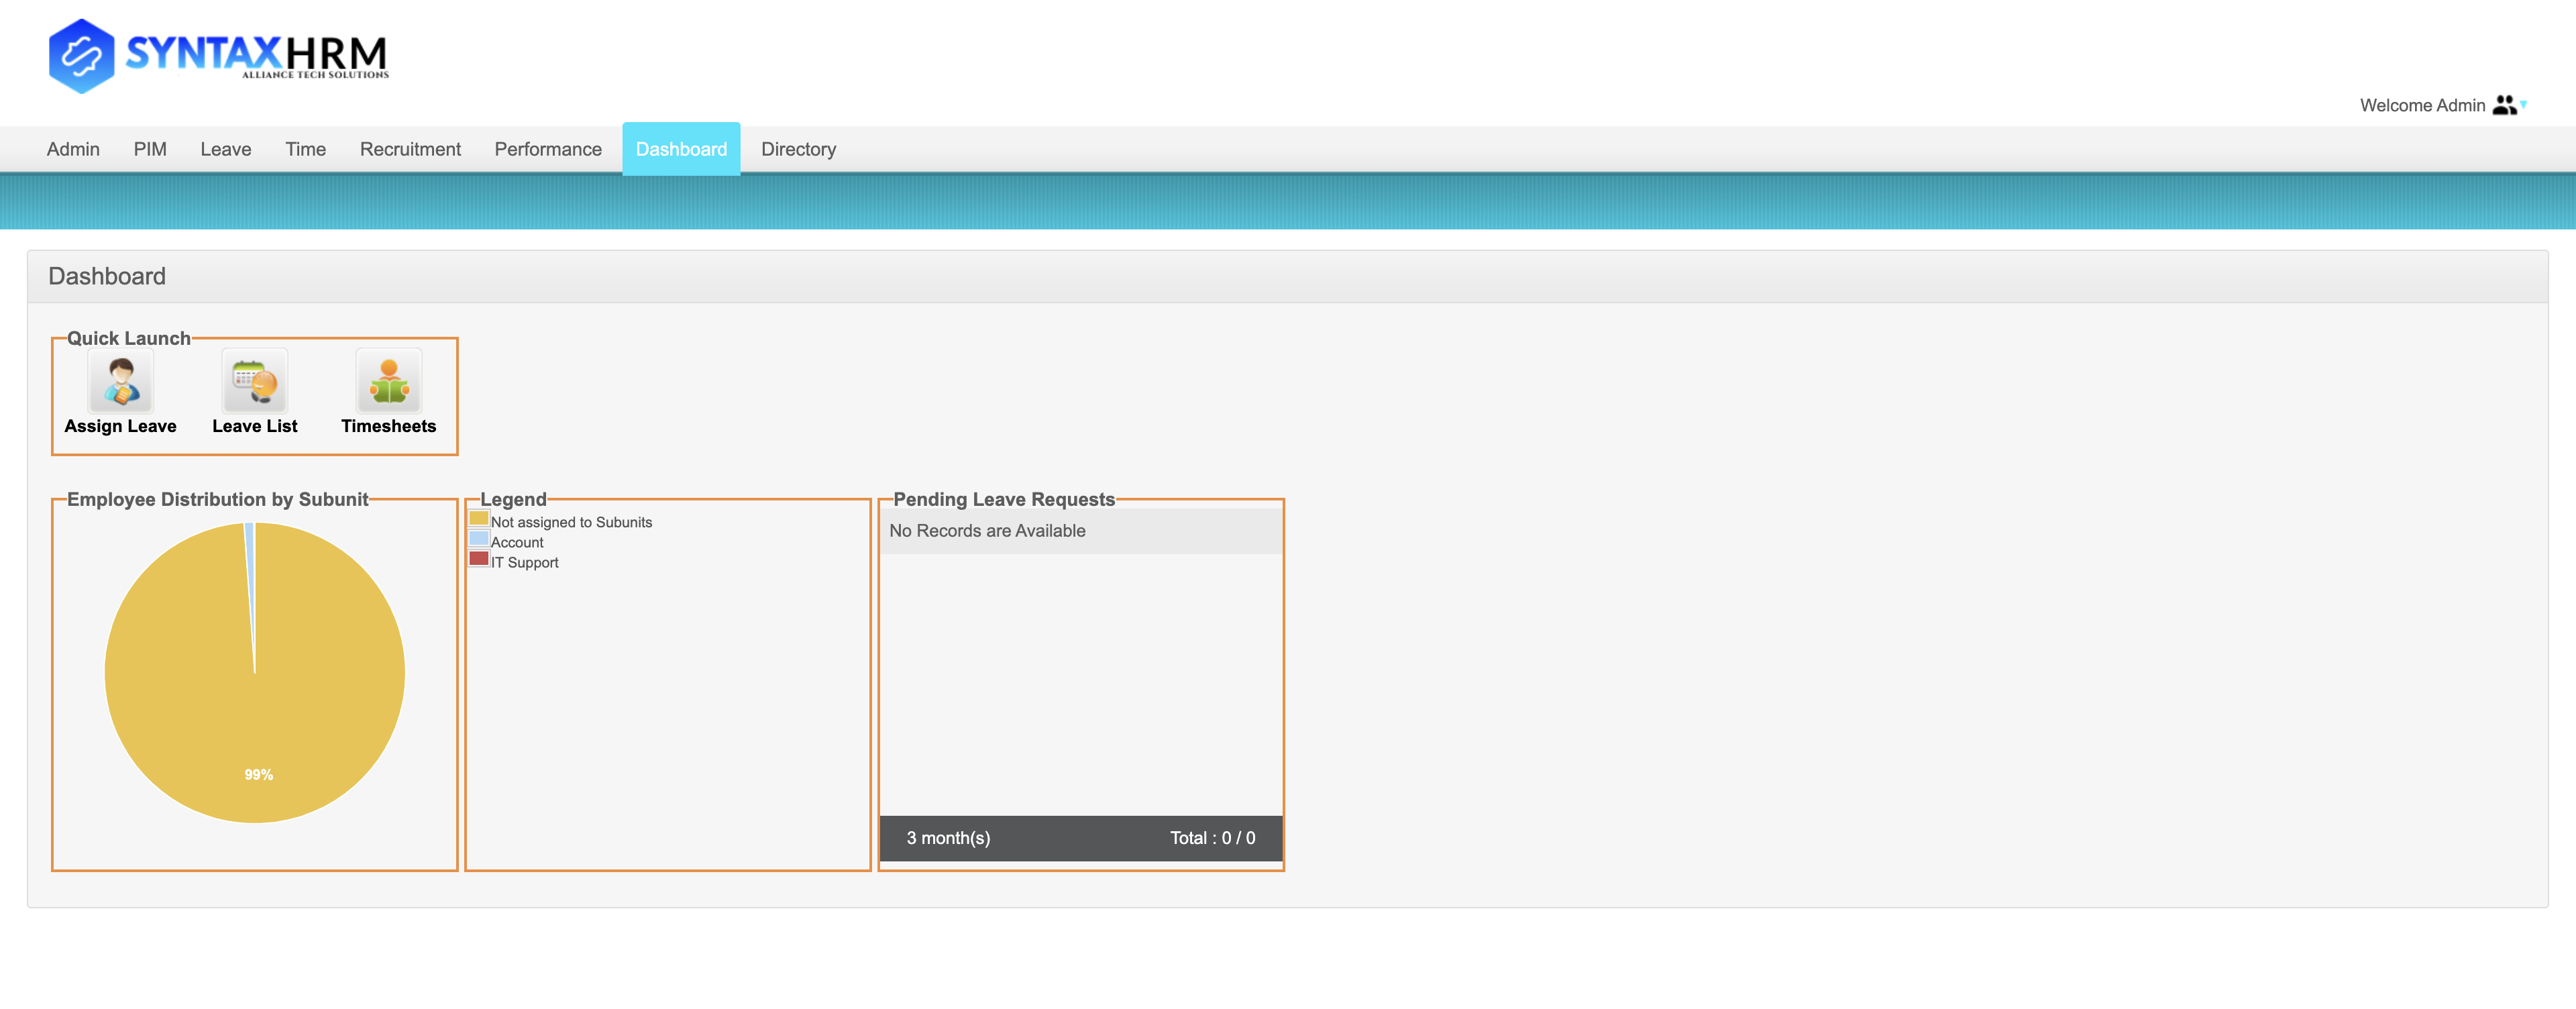 SYNTAXHRM
ALLIANCE TECH SOLUTIONS
Welcome Admin
Admin PIM Leave Time Recruitment Performance Dashboard Directory
Dashboard
Quick Launch
Assign Leave Leave List Timesheets
Employee Distribution by Subunit
99%
Legend
Not assigned to Subunits
Account
IT Support
Pending Leave Requests
No Records are Available
3 month(s) Total : 0 / 0